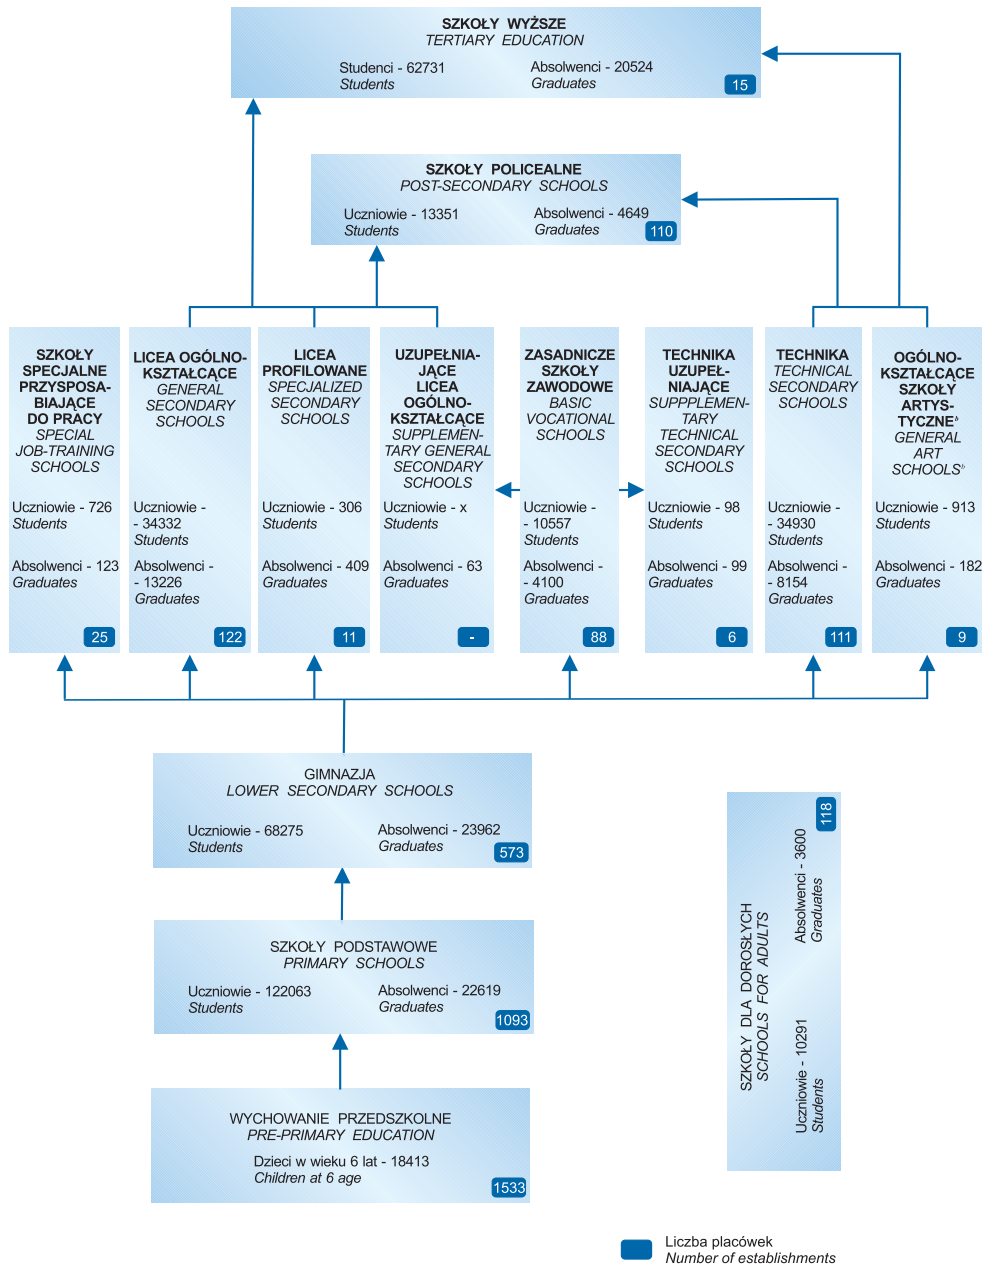 SZKOŁY WYŻSZE
TERTIARY EDUCATION
Studenci - 62731
Students
Absolwenci - 20524
Graduates
15
SZKOŁY POLICEALNE
POST-SECONDARY SCHOOLS
Uczniowie - 13351
Students
Absolwenci - 4649
Graduates
110
SZKOŁY
SPECJALNE
PRZYSPOSA-
BIAJĄCE
DO PRACY
SPECIAL
JOB-TRAINING
SCHOOLS
Uczniowie - 726
Students
Absolwenci - 123
Graduates
25
LICEA OGÓLNO-
KSZTAŁCĄCE
GENERAL
SECONDARY
SCHOOLS
Uczniowie -
- 34332
Students
Absolwenci -
- 13226
Graduates
122
LICEA
PROFILOWANE
SPECJALIZED
SECONDARY
SCHOOLS
Uczniowie - 306
Students
Absolwenci - 409
Graduates
11
UZUPEŁNIA-
JĄCE
LICEA
OGÓLNO-
KSZTAŁCĄCE
SUPPLEMEN-
TARY GENERAL
SECONDARY
SCHOOLS
Uczniowie - x
Students
Absolwenci - 63
Graduates
-
ZASADNICZE
SZKOŁY
ZAWODOWE
BASIC
VOCATIONAL
SCHOOLS
Uczniowie -
- 10557
Students
Absolwenci -
- 4100
Graduates
88
TECHNIKA
UZUPEŁ-
NIAJĄCE
SUPPPLEMEN-
TARY
TECHNICAL
SECONDARY
SCHOOLS
Uczniowie - 98
Students
Absolwenci - 99
Graduates
6
TECHNIKA
TECHNICAL
SECONDARY
SCHOOLS
Uczniowie -
- 34930
Students
Absolwenci -
- 8154
Graduates
111
OGÓLNO-
KSZTAŁCĄCE
SZKOŁY
ARTYS-
TYCZNEᵇ
GENERAL
ART
SCHOOLSᵇ
Uczniowie - 913
Students
Absolwenci - 182
Graduates
9
GIMNAZJA
LOWER SECONDARY SCHOOLS
Uczniowie - 68275
Students
Absolwenci - 23962
Graduates
573
SZKOŁY PODSTAWOWE
PRIMARY SCHOOLS
Uczniowie - 122063
Students
Absolwenci - 22619
Graduates
1093
WYCHOWANIE PRZEDSZKOLNE
PRE-PRIMARY EDUCATION
Dzieci w wieku 6 lat - 18413
Children at 6 age
1533
SZKOŁY DLA DOROSŁYCH
SCHOOLS FOR ADULTS
Uczniowie - 10291
Students
Absolwenci - 3600
Graduates
118
Liczba placówek
Number of establishments